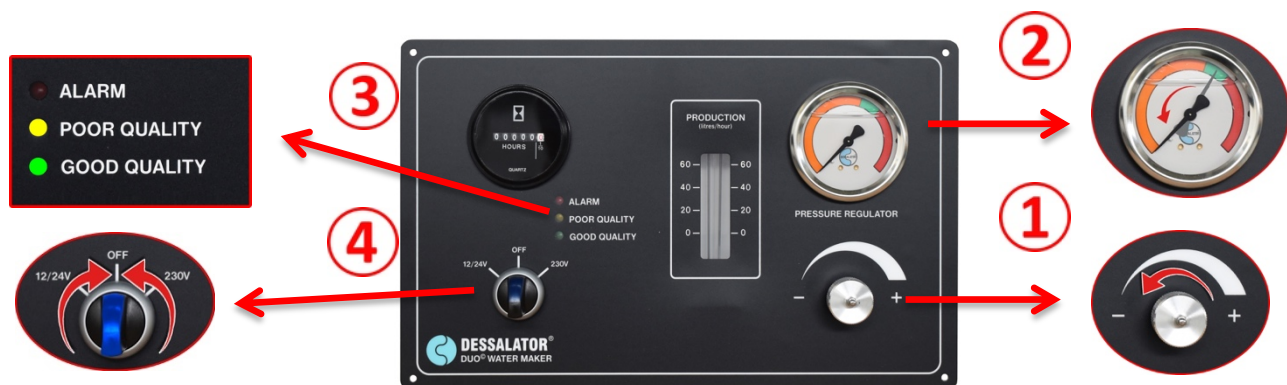 ALARM
POOR QUALITY
GOOD QUALITY
3
2
HOURS
QUARTZ
PRODUCTION
(litres/hour)
60 60
40 40
20 20
0 0
PRESSURE REGULATOR
ALARM
POOR QUALITY
GOOD QUALITY
4
1
OFF
12/24V 230V
OFF
12/24V 230V
- +
- +
DESSALATOR®
DUO© WATER MAKER